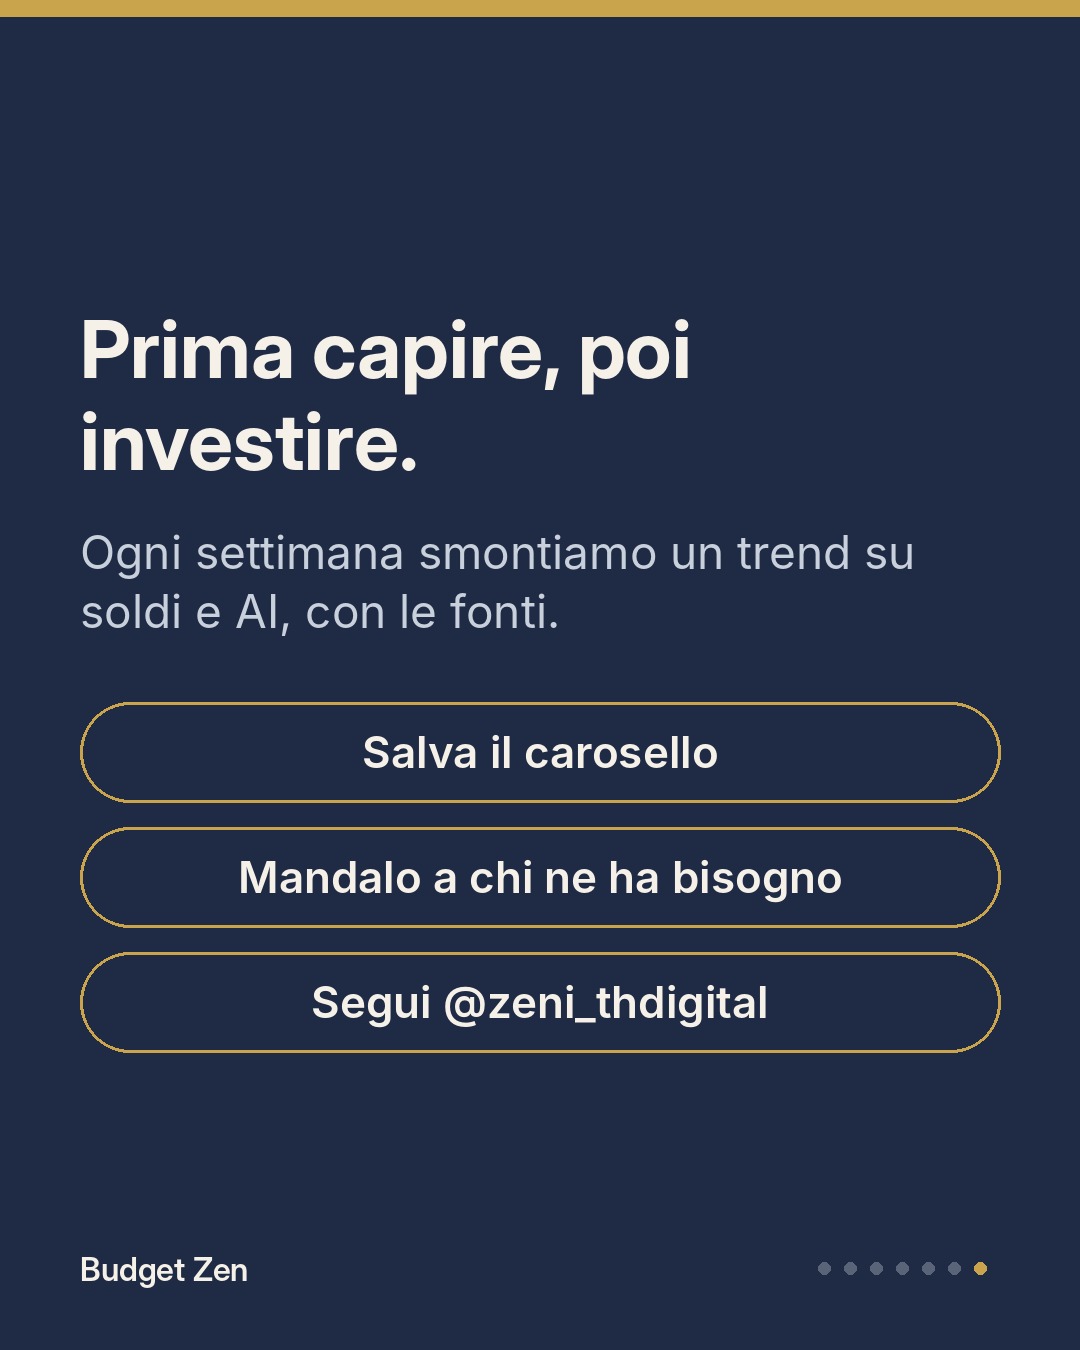 Prima capire, poi
investire.
Ogni settimana smontiamo un trend su
soldi e AI, con le fonti.
Salva il carosello
Mandalo a chi ne ha bisogno
Segui @zeni_thdigital
Budget Zen